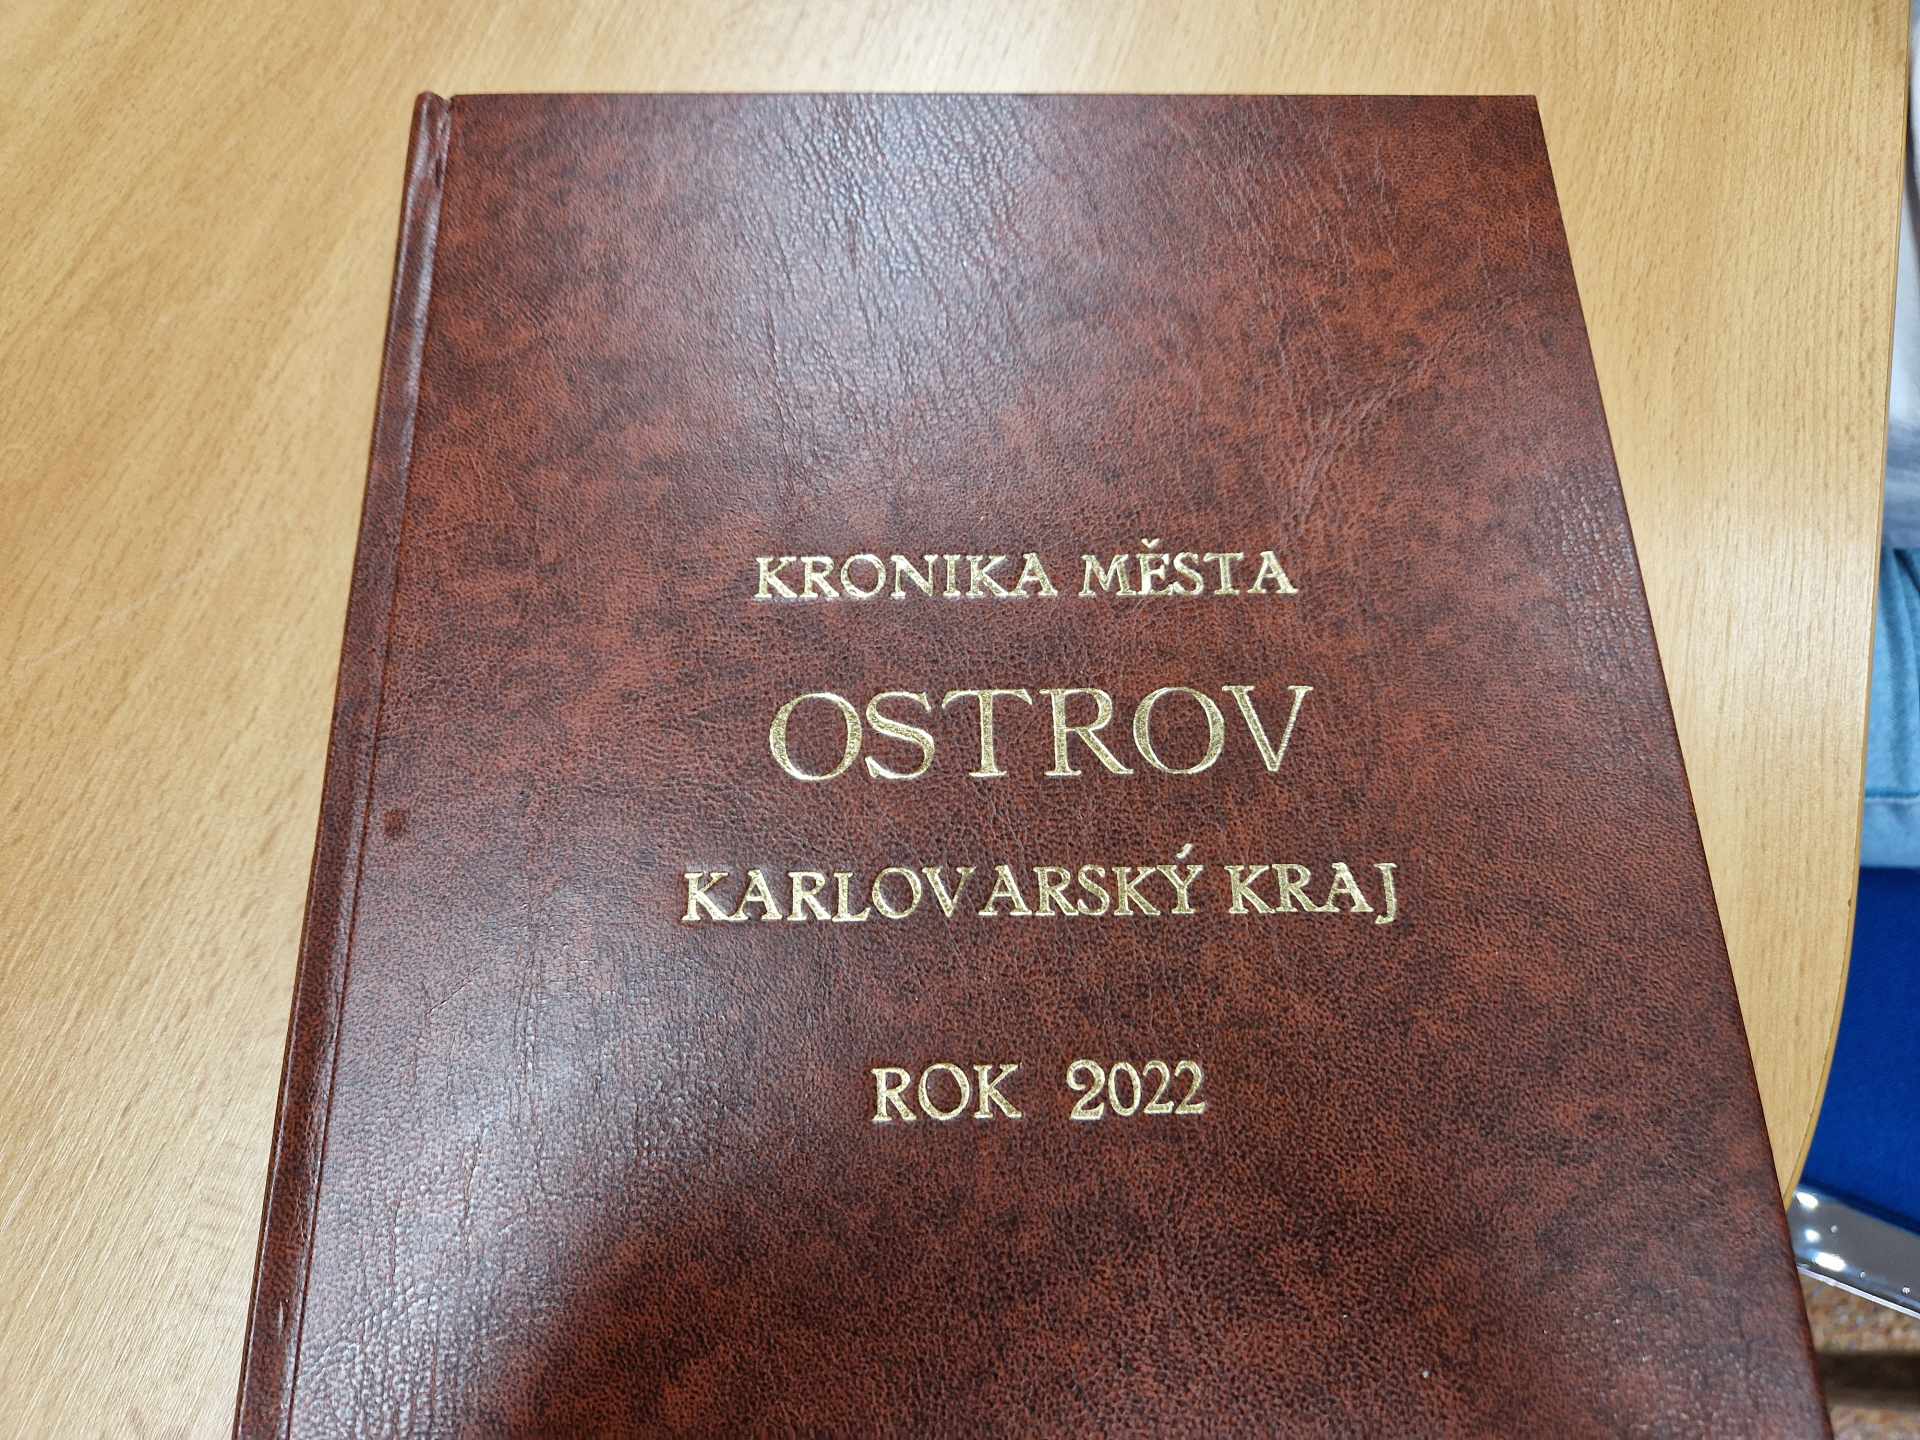 KRONIKA MĚSTA
OSTROV
KARLOVARSKÝ KRAJ
ROK 2022